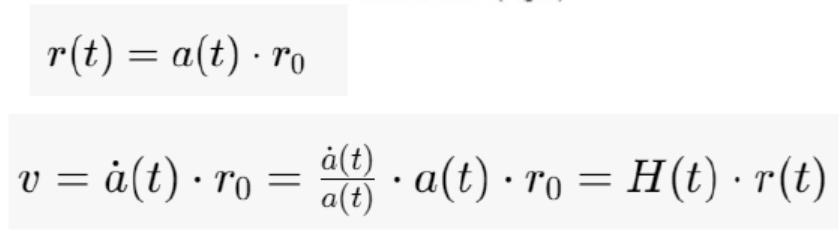 r(t) = a(t) · r₀
v = ȧ(t) · r₀ = ȧ(t)/a(t) · a(t) · r₀ = H(t) · r(t)